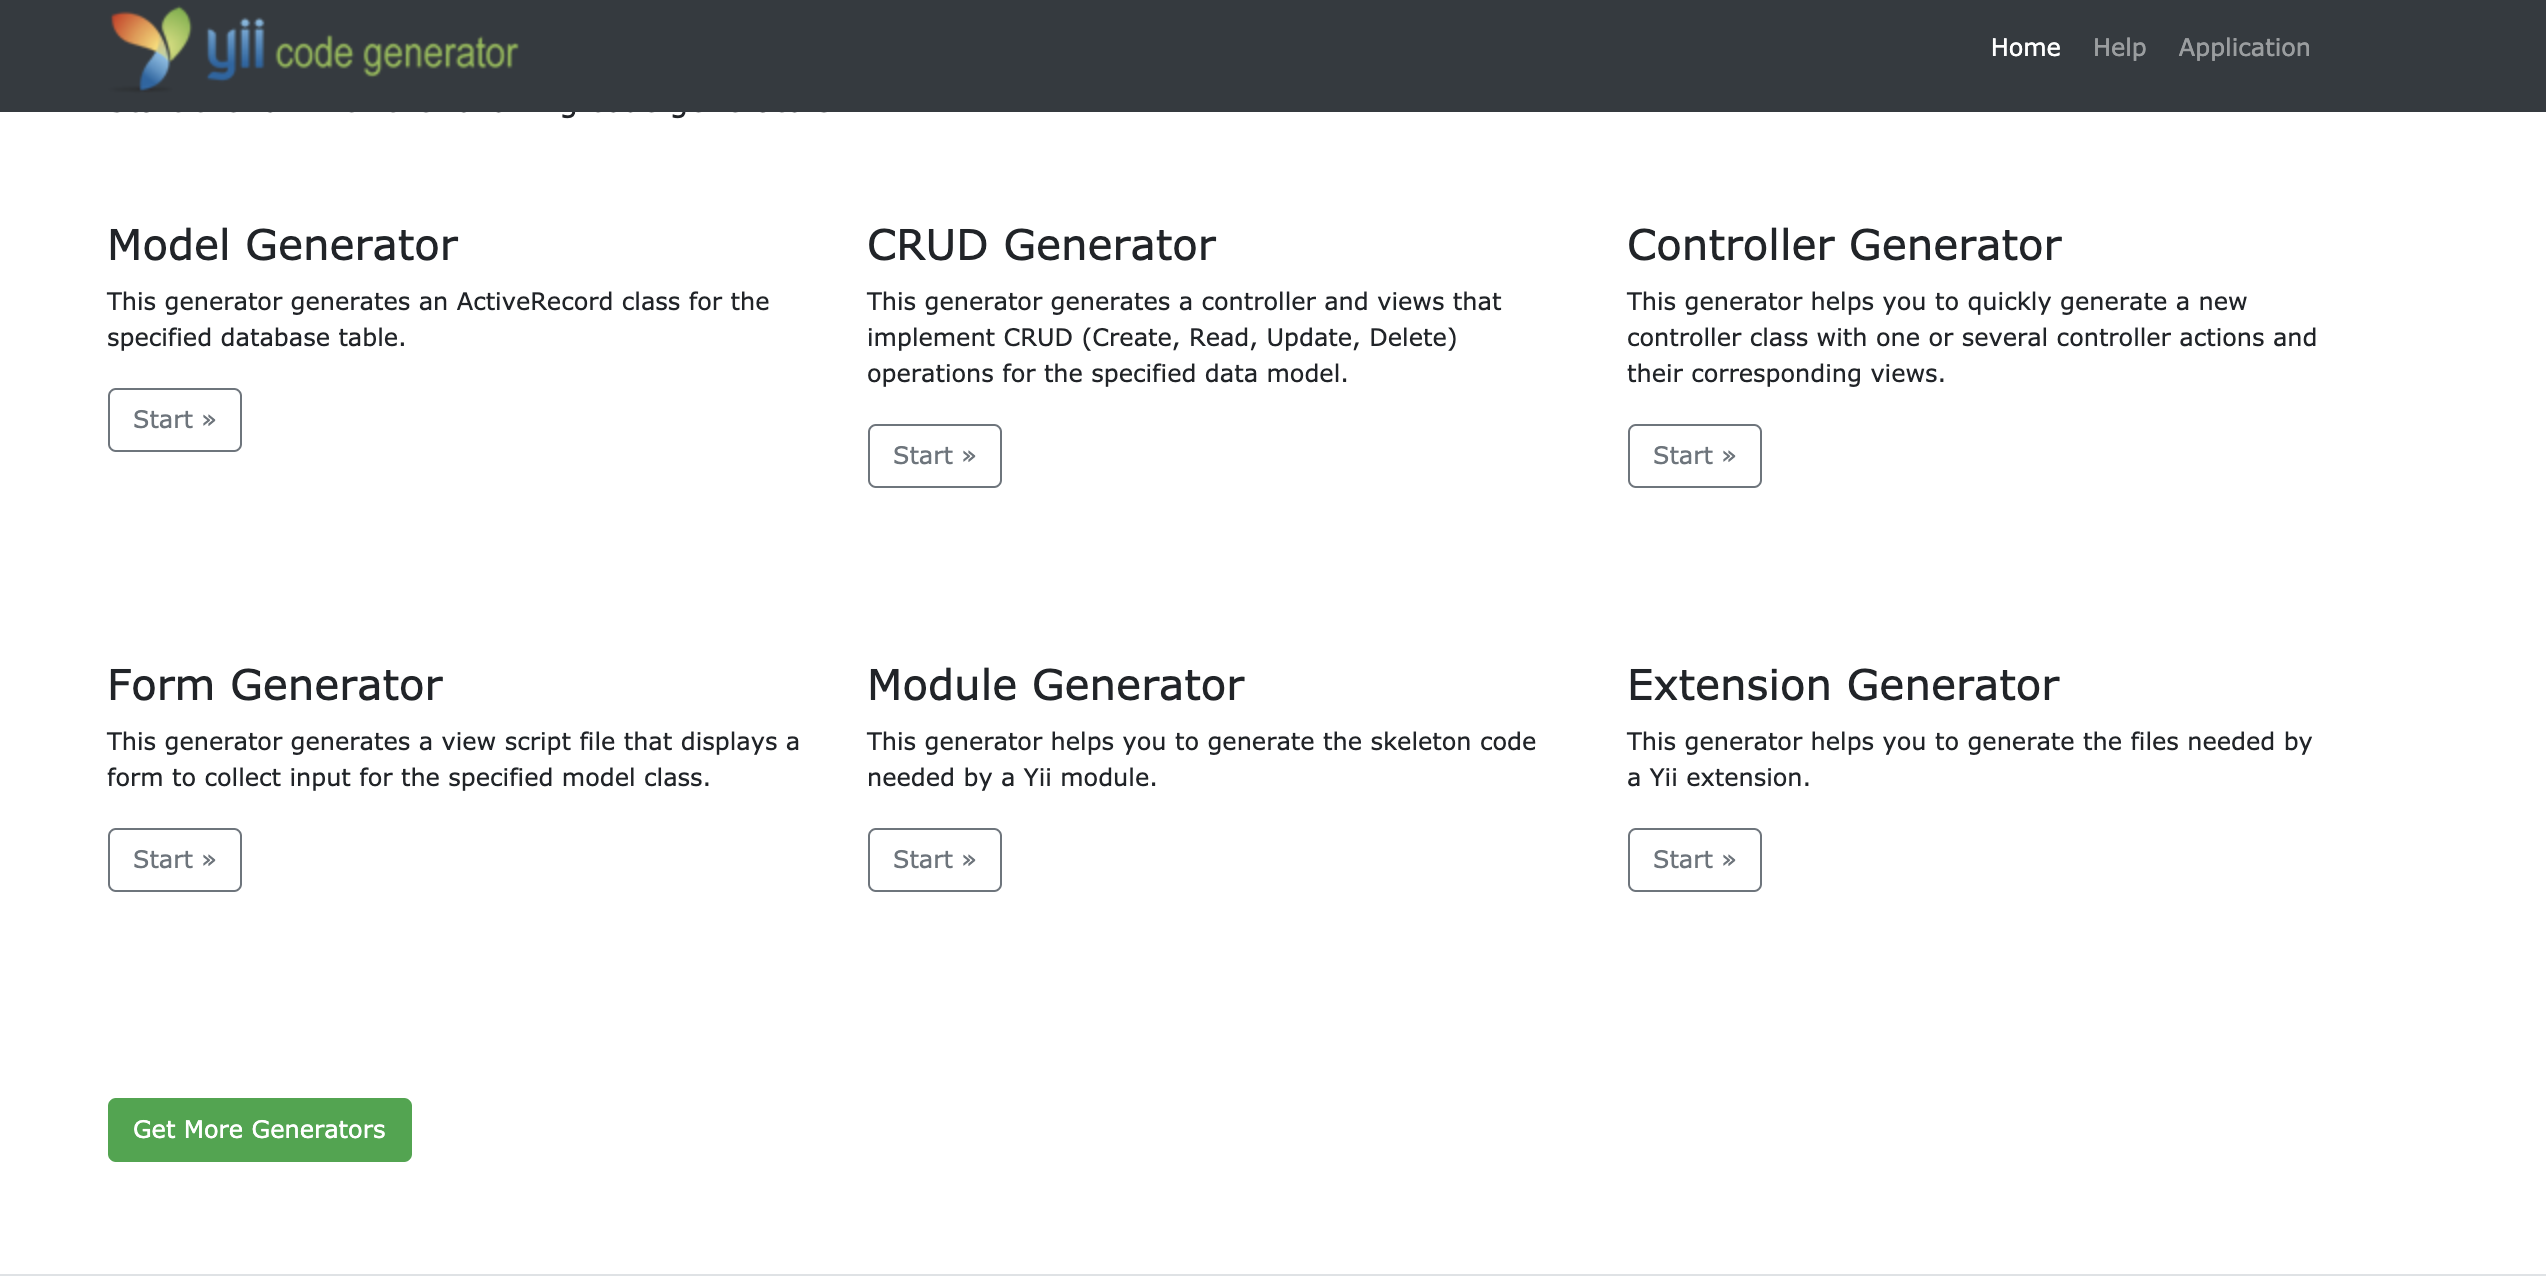 yii code generator
Home Help Application
Model Generator
This generator generates an ActiveRecord class for the
specified database table.
Start »
CRUD Generator
This generator generates a controller and views that
implement CRUD (Create, Read, Update, Delete)
operations for the specified data model.
Start »
Controller Generator
This generator helps you to quickly generate a new
controller class with one or several controller actions and
their corresponding views.
Start »
Form Generator
This generator generates a view script file that displays a
form to collect input for the specified model class.
Start »
Module Generator
This generator helps you to generate the skeleton code
needed by a Yii module.
Start »
Extension Generator
This generator helps you to generate the files needed by
a Yii extension.
Start »
Get More Generators